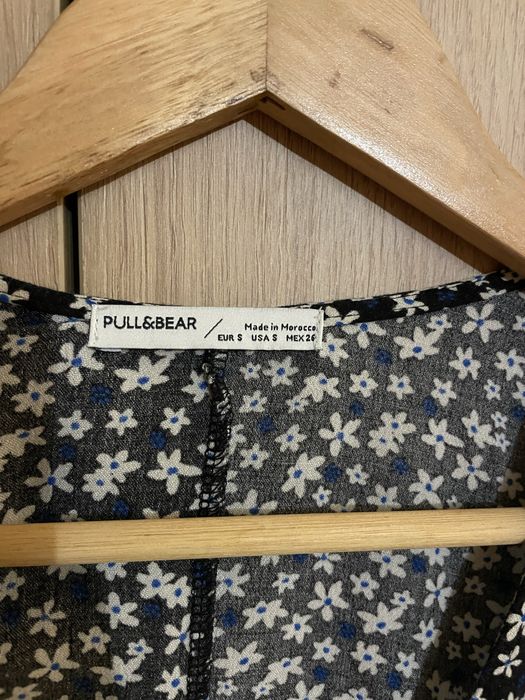 PULL&BEAR
Made in Morocco
EUR S USA S MEX 26